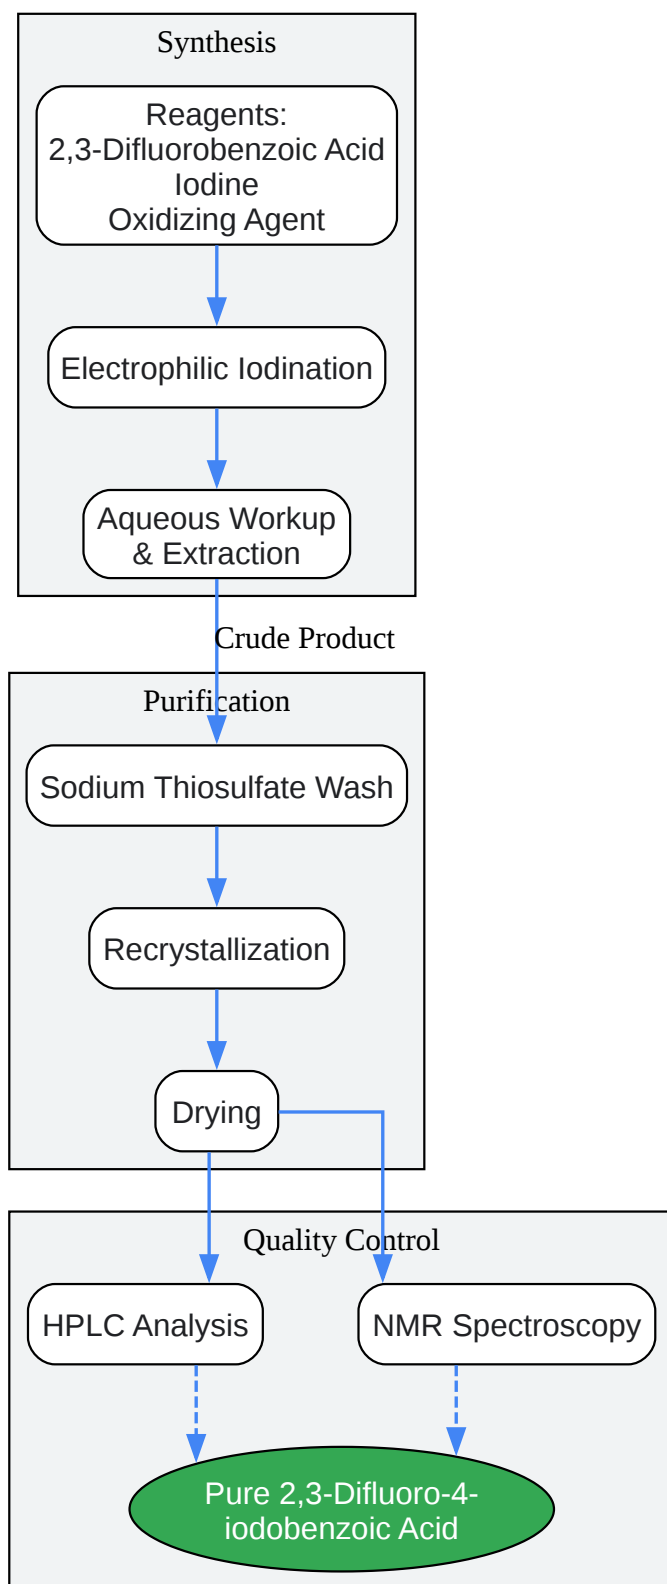 Synthesis
Reagents:
2,3-Difluorobenzoic Acid
Iodine
Oxidizing Agent
Electrophilic Iodination
Aqueous Workup
& Extraction
Crude Product
Purification
Sodium Thiosulfate Wash
Recrystallization
Drying
Quality Control
HPLC Analysis
NMR Spectroscopy
Pure 2,3-Difluoro-4-
iodobenzoic Acid